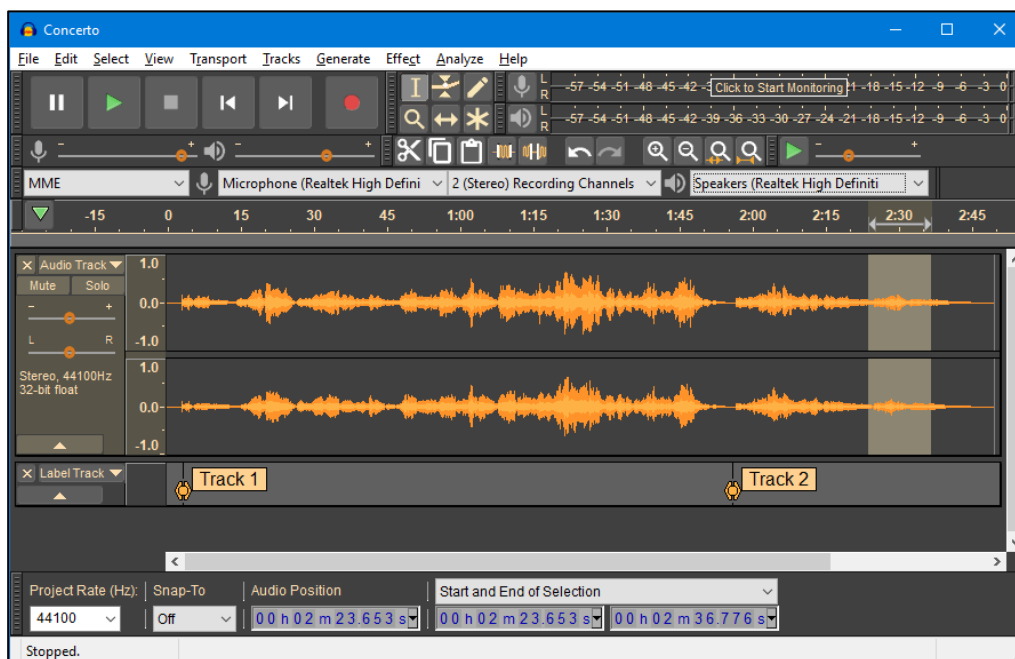 Concerto
File Edit Select View Transport Tracks Generate Effect Analyze Help
L -57 -54 -51 -48 -45 -42 -3 Click to Start Monitoring 1 -18 -15 -12 -9 -6 -3 0
R
L -57 -54 -51 -48 -45 -42 -39 -36 -33 -30 -27 -24 -21 -18 -15 -12 -9 -6 -3 0
R
- + - + - +
MME Microphone (Realtek High Defini 2 (Stereo) Recording Channels Speakers (Realtek High Definiti
-15 0 15 30 45 1:00 1:15 1:30 1:45 2:00 2:15 2:30 2:45
X Audio Track 1.0
Mute Solo
- + 0.0
L R -1.0
Stereo, 44100Hz 1.0
32-bit float
0.0
-1.0
X Label Track
Track 1 Track 2
Project Rate (Hz): Snap-To Audio Position Start and End of Selection
44100 Off 00 h 02 m 23.653 s 00 h 02 m 23.653 s 00 h 02 m 36.776 s
Stopped.